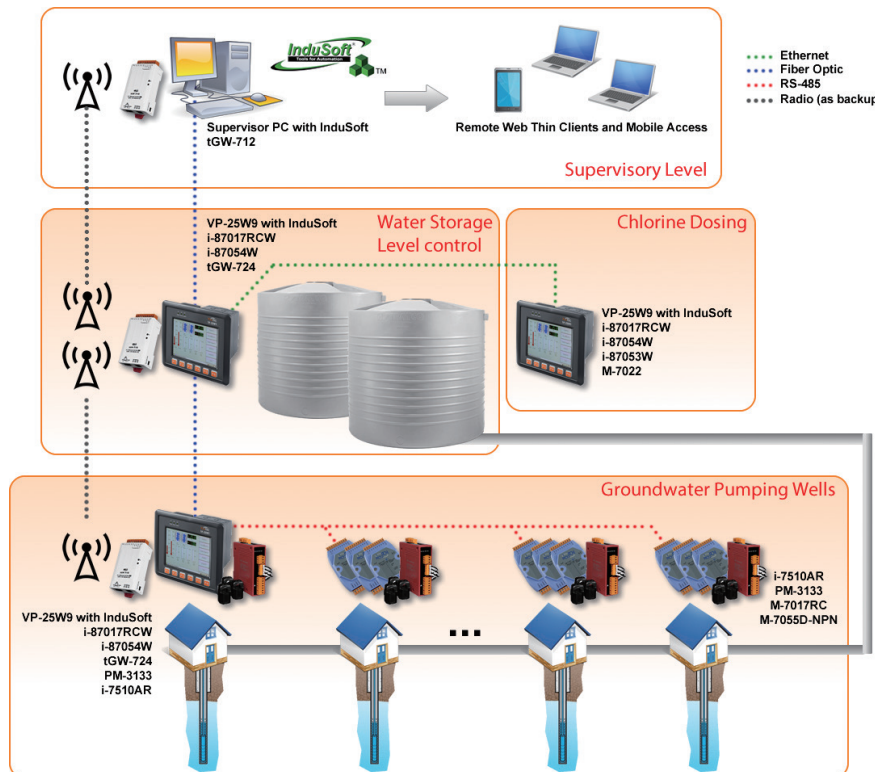 InduSoft®
Tools for Automation
TM
Supervisor PC with InduSoft
tGW-712
Remote Web Thin Clients and Mobile Access
Supervisory Level
Ethernet
Fiber Optic
RS-485
Radio (as backup
VP-25W9 with InduSoft
i-87017RCW
i-87054W
tGW-724
Water Storage
Level control
Chlorine Dosing
VP-25W9 with InduSoft
i-87017RCW
i-87054W
i-87053W
M-7022
Groundwater Pumping Wells
VP-25W9 with InduSoft
i-87017RCW
i-87054W
tGW-724
PM-3133
i-7510AR
...
i-7510AR
PM-3133
M-7017RC
M-7055D-NPN